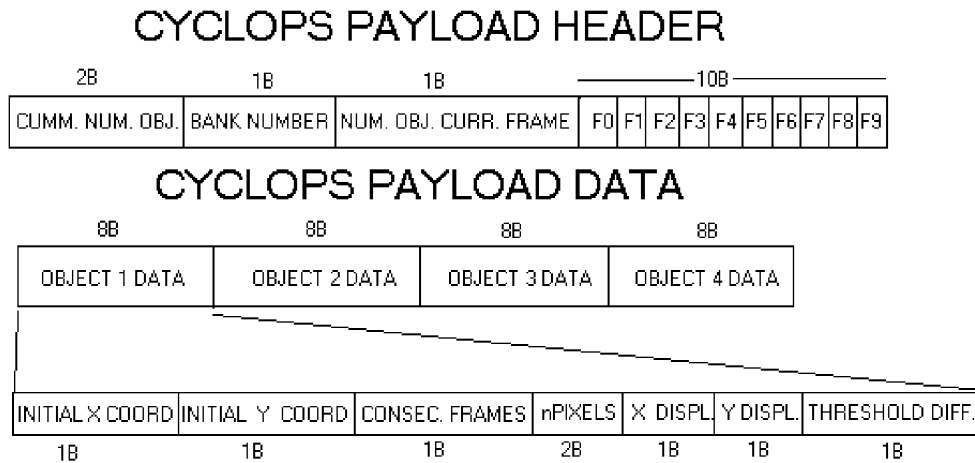 CYCLOPS PAYLOAD HEADER
2B 1B 1B 10B
CUMM. NUM. OBJ. BANK NUMBER NUM. OBJ. CURR. FRAME F0 F1 F2 F3 F4 F5 F6 F7 F8 F9
CYCLOPS PAYLOAD DATA
8B 8B 8B 8B
OBJECT 1 DATA OBJECT 2 DATA OBJECT 3 DATA OBJECT 4 DATA
INITIAL X COORD INITIAL Y COORD CONSEC. FRAMES nPIXELS X DISPL. Y DISPL. THRESHOLD DIFF.
1B 1B 1B 2B 1B 1B 1B